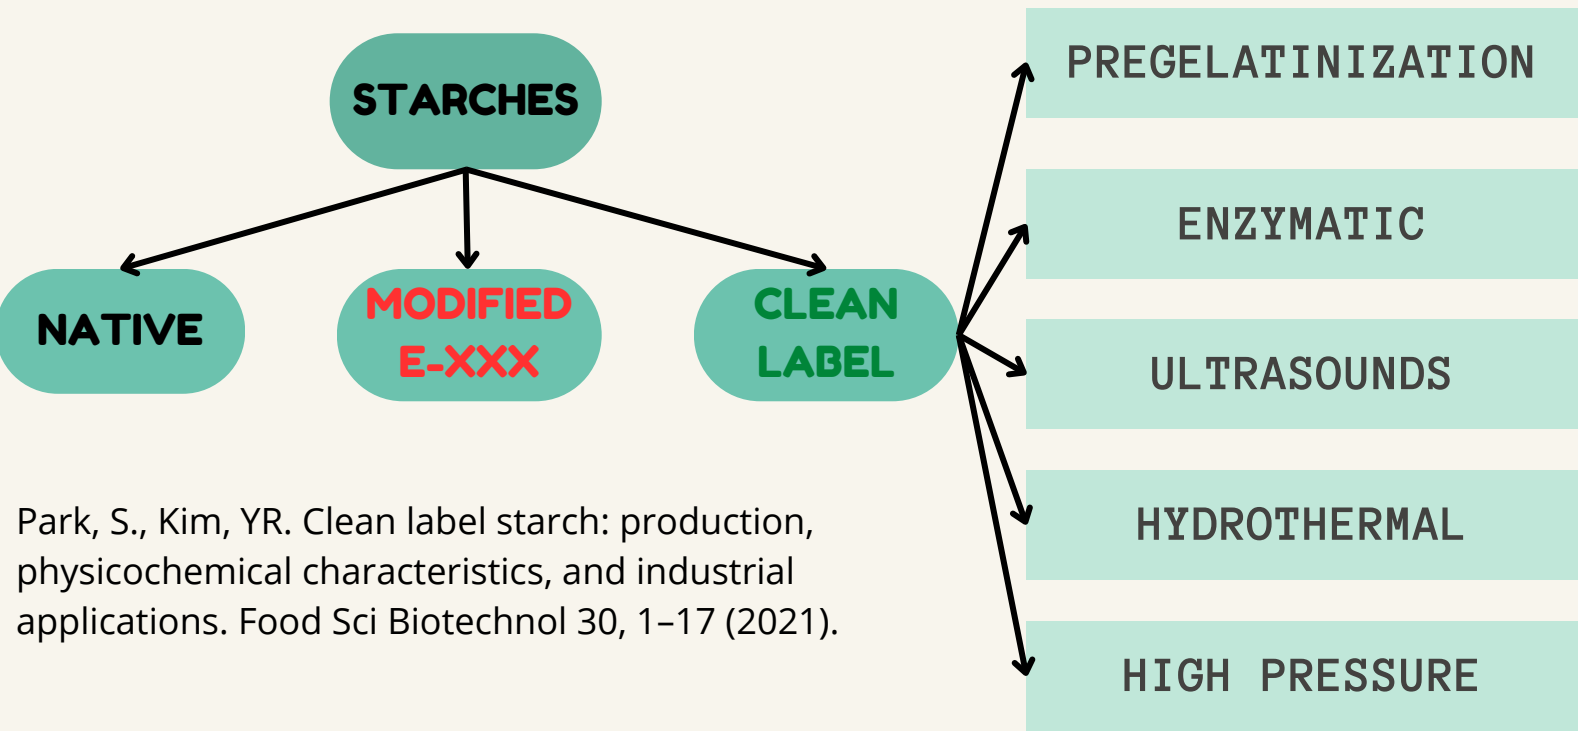 STARCHES
NATIVE
MODIFIED
E-XXX
CLEAN
LABEL
PREGELATINIZATION
ENZYMATIC
ULTRASOUNDS
HYDROTHERMAL
HIGH PRESSURE
Park, S., Kim, YR. Clean label starch: production,
physicochemical characteristics, and industrial
applications. Food Sci Biotechnol 30, 1–17 (2021).